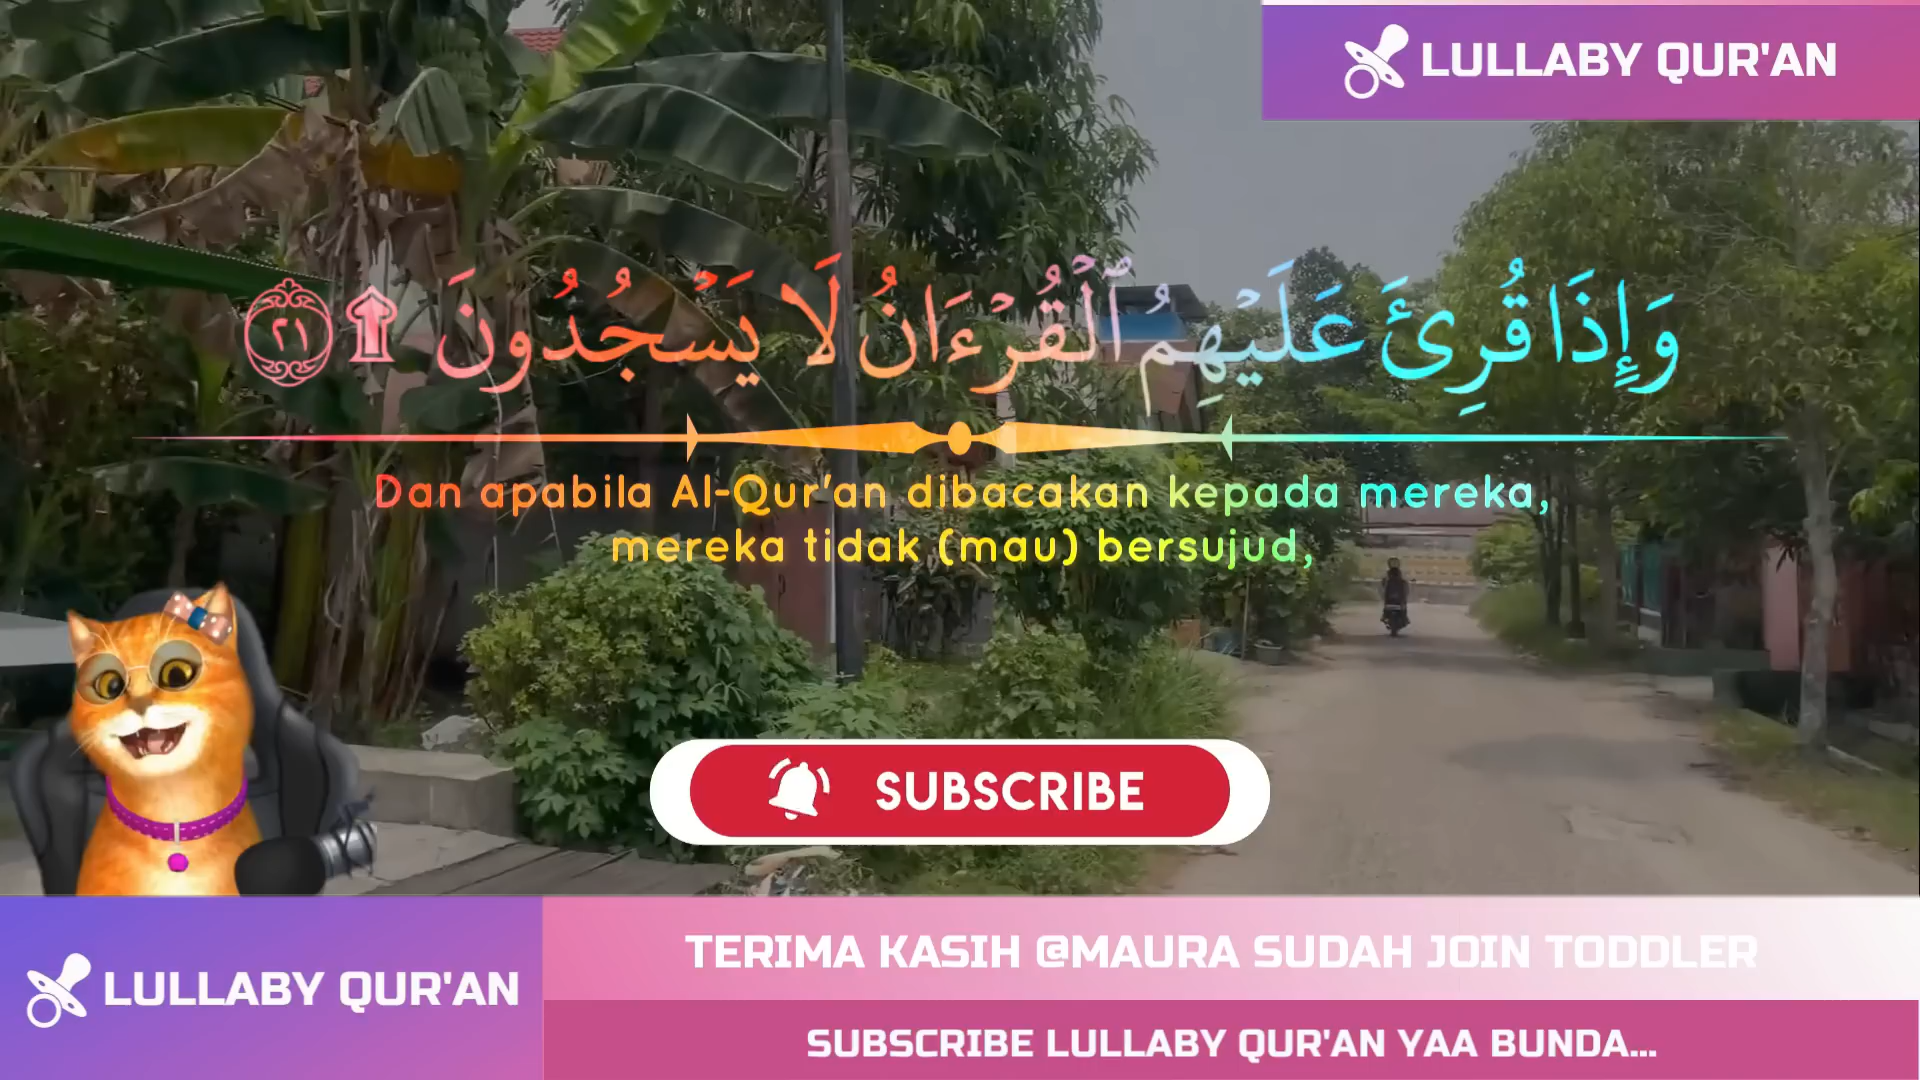 LULLABY QUR'AN
وَإِذَا قُرِئَ عَلَيْهِمُ ٱلْقُرْءَانُ لَا يَسْجُدُونَ ۩ ٢١
Dan apabila Al-Qur'an dibacakan kepada mereka,
mereka tidak (mau) bersujud,
SUBSCRIBE
LULLABY QUR'AN
TERIMA KASIH @MAURA SUDAH JOIN TODDLER
SUBSCRIBE LULLABY QUR'AN YAA BUNDA...